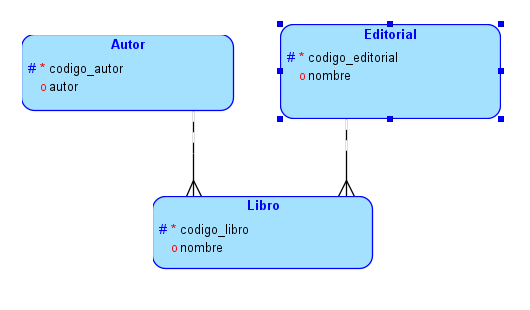 Autor
# * codigo_autor
o autor
Editorial
# * codigo_editorial
o nombre
Libro
# * codigo_libro
o nombre